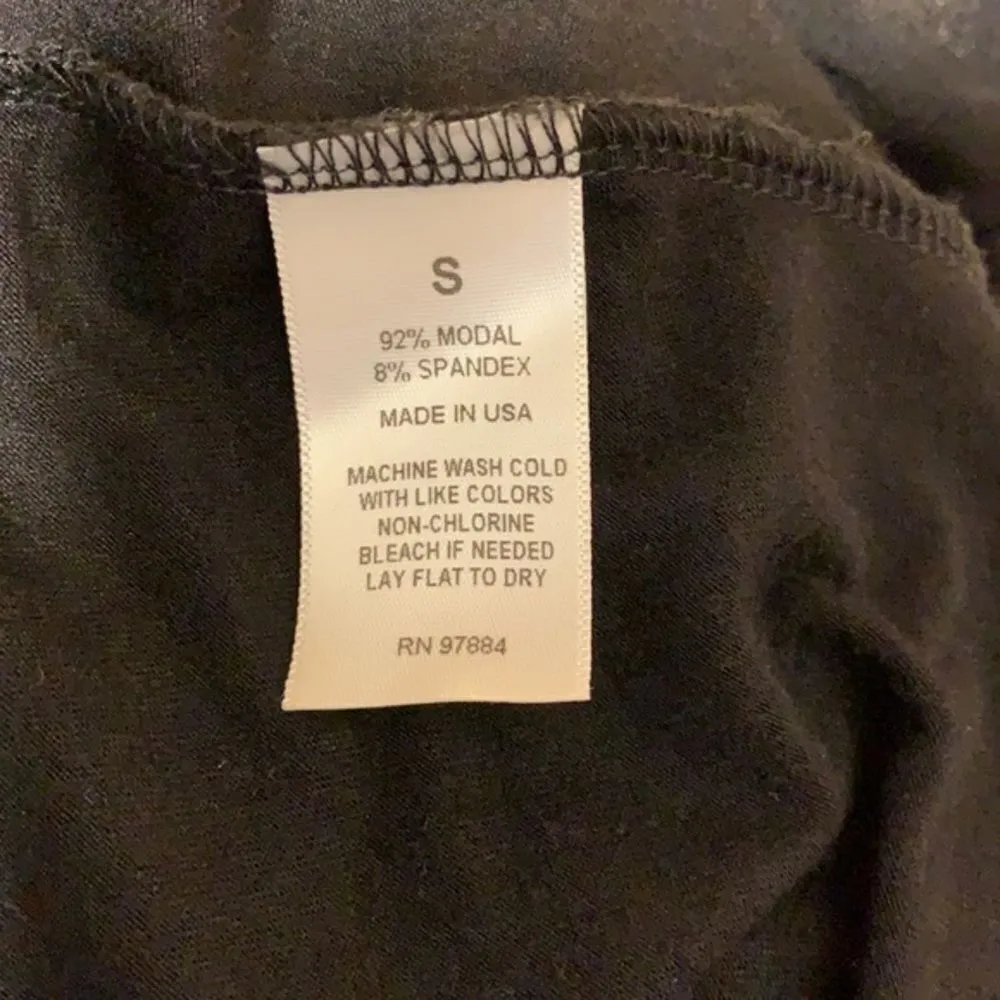 S
92% MODAL
8% SPANDEX
MADE IN USA
MACHINE WASH COLD
WITH LIKE COLORS
NON-CHLORINE
BLEACH IF NEEDED
LAY FLAT TO DRY
RN 97884